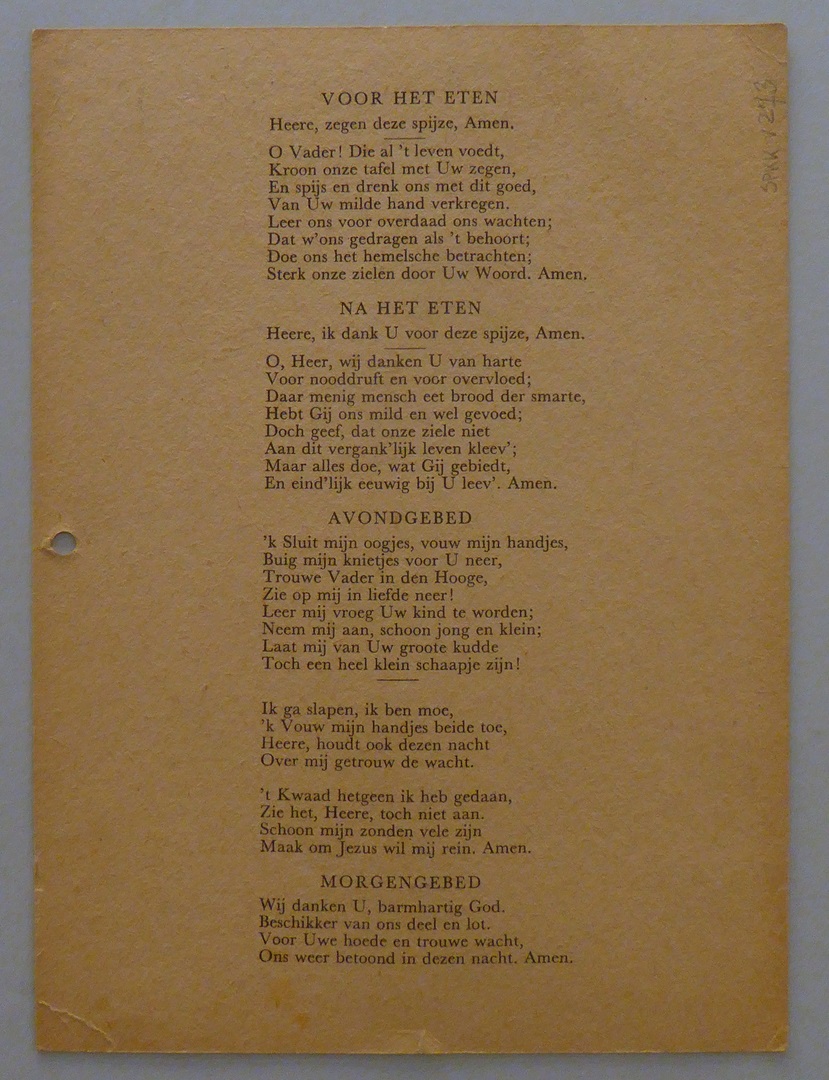 VOOR HET ETEN
Heere, zegen deze spijze, Amen.
O Vader! Die al 't leven voedt,
Kroon onze tafel met Uw zegen,
En spijs en drenk ons met dit goed,
Van Uw milde hand verkregen.
Leer ons voor overdaad ons wachten;
Dat w'ons gedragen als 't behoort;
Doe ons het hemelsche betrachten;
Sterk onze zielen door Uw Woord. Amen.
NA HET ETEN
Heere, ik dank U voor deze spijze, Amen.
O, Heer, wij danken U van harte
Voor nooddruft en voor overvloed;
Daar menig mensch eet brood der smarte,
Hebt Gij ons mild en wel gevoed;
Doch geef, dat onze ziele niet
Aan dit vergank'lijk leven kleev';
Maar alles doe, wat Gij gebiedt,
En eind'lijk eeuwig bij U leev'. Amen.
AVONDGEBED
'k Sluit mijn oogjes, vouw mijn handjes,
Buig mijn knietjes voor U neer,
Trouwe Vader in den Hooge,
Zie op mij in liefde neer!
Leer mij vroeg Uw kind te worden;
Neem mij aan, schoon jong en klein;
Laat mij van Uw groote kudde
Toch een heel klein schaapje zijn!
Ik ga slapen, ik ben moe,
'k Vouw mijn handjes beide toe,
Heere, houdt ook dezen nacht
Over mij getrouw de wacht.
't Kwaad hetgeen ik heb gedaan,
Zie het, Heere, toch niet aan.
Schoon mijn zonden vele zijn
Maak om Jezus wil mij rein. Amen.
MORGENGEBED
Wij danken U, barmhartig God.
Beschikker van ons deel en lot.
Voor Uwe hoede en trouwe wacht,
Ons weer betoond in dezen nacht. Amen.